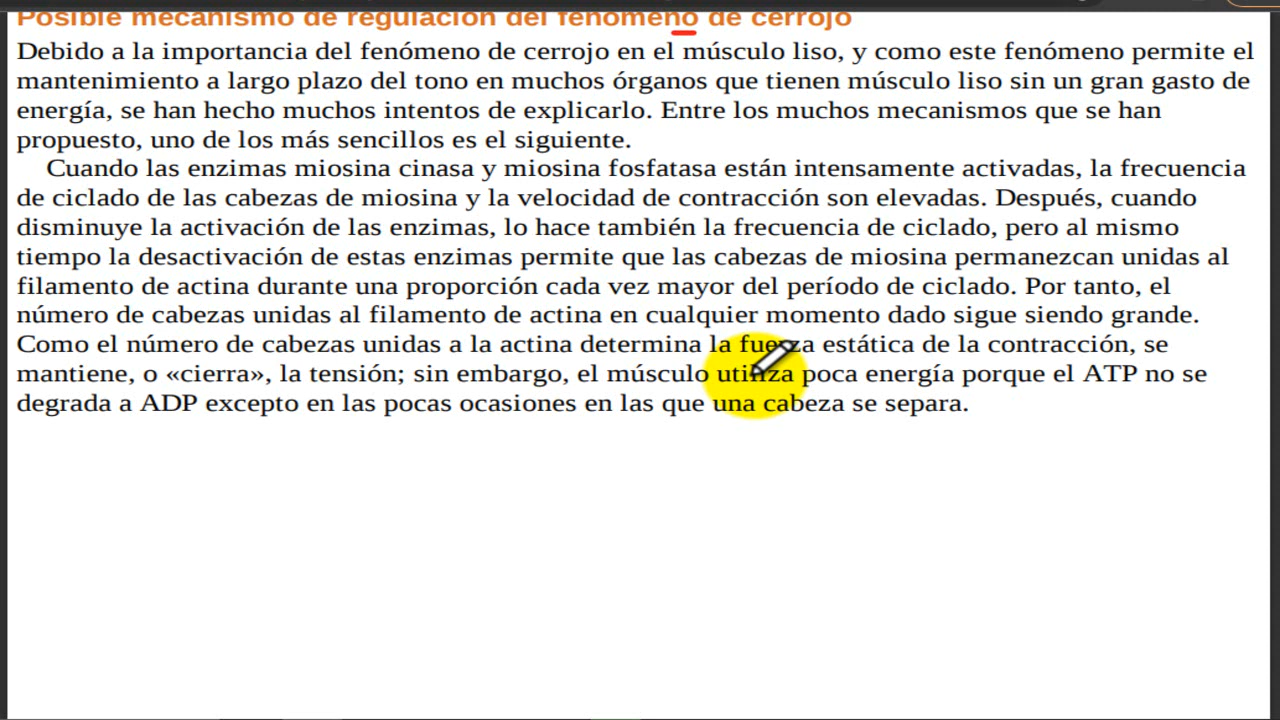 Posible mecanismo de regulación del fenómeno de cerrojo
Debido a la importancia del fenómeno de cerrojo en el músculo liso, y como este fenómeno permite el
mantenimiento a largo plazo del tono en muchos órganos que tienen músculo liso sin un gran gasto de
energía, se han hecho muchos intentos de explicarlo. Entre los muchos mecanismos que se han
propuesto, uno de los más sencillos es el siguiente.
Cuando las enzimas miosina cinasa y miosina fosfatasa están intensamente activadas, la frecuencia
de ciclado de las cabezas de miosina y la velocidad de contracción son elevadas. Después, cuando
disminuye la activación de las enzimas, lo hace también la frecuencia de ciclado, pero al mismo
tiempo la desactivación de estas enzimas permite que las cabezas de miosina permanezcan unidas al
filamento de actina durante una proporción cada vez mayor del período de ciclado. Por tanto, el
número de cabezas unidas al filamento de actina en cualquier momento dado sigue siendo grande.
Como el número de cabezas unidas a la actina determina la fuerza estática de la contracción, se
mantiene, o «cierra», la tensión; sin embargo, el músculo utiliza poca energía porque el ATP no se
degrada a ADP excepto en las pocas ocasiones en las que una cabeza se separa.